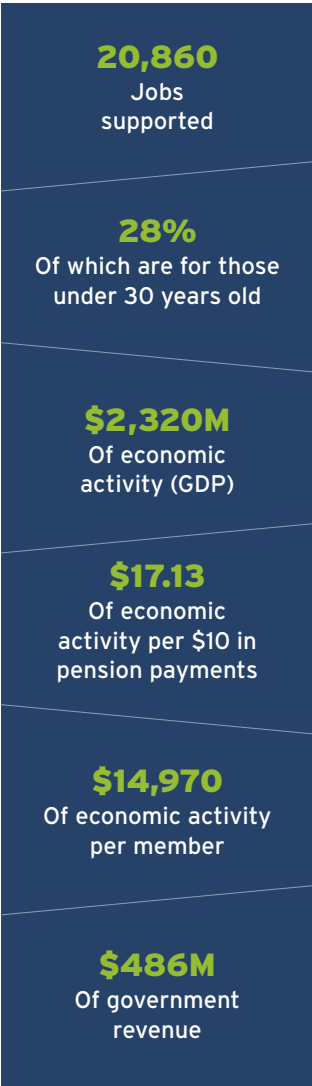 20,860
Jobs
supported
28%
Of which are for those
under 30 years old
$2,320M
Of economic
activity (GDP)
$17.13
Of economic
activity per $10 in
pension payments
$14,970
Of economic activity
per member
$486M
Of government
revenue